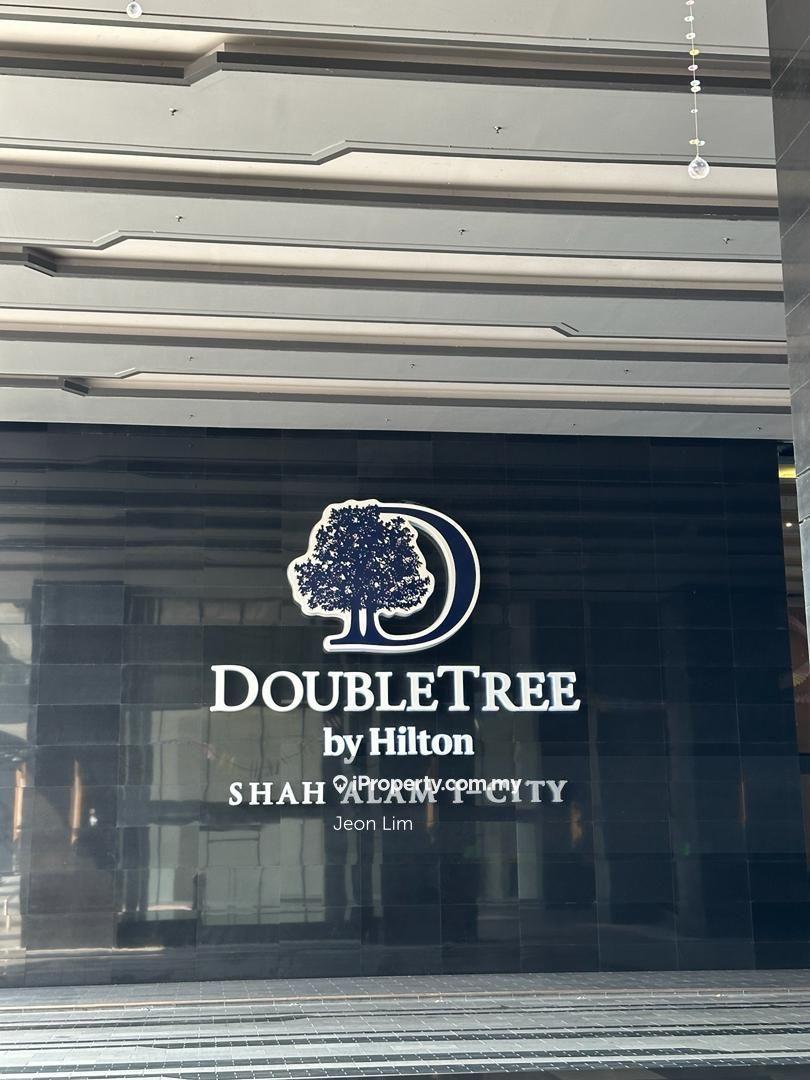 D
DOUBLETREE
by Hilton
SHAH ALAM I-CITY
iProperty.com.my
Jeon Lim